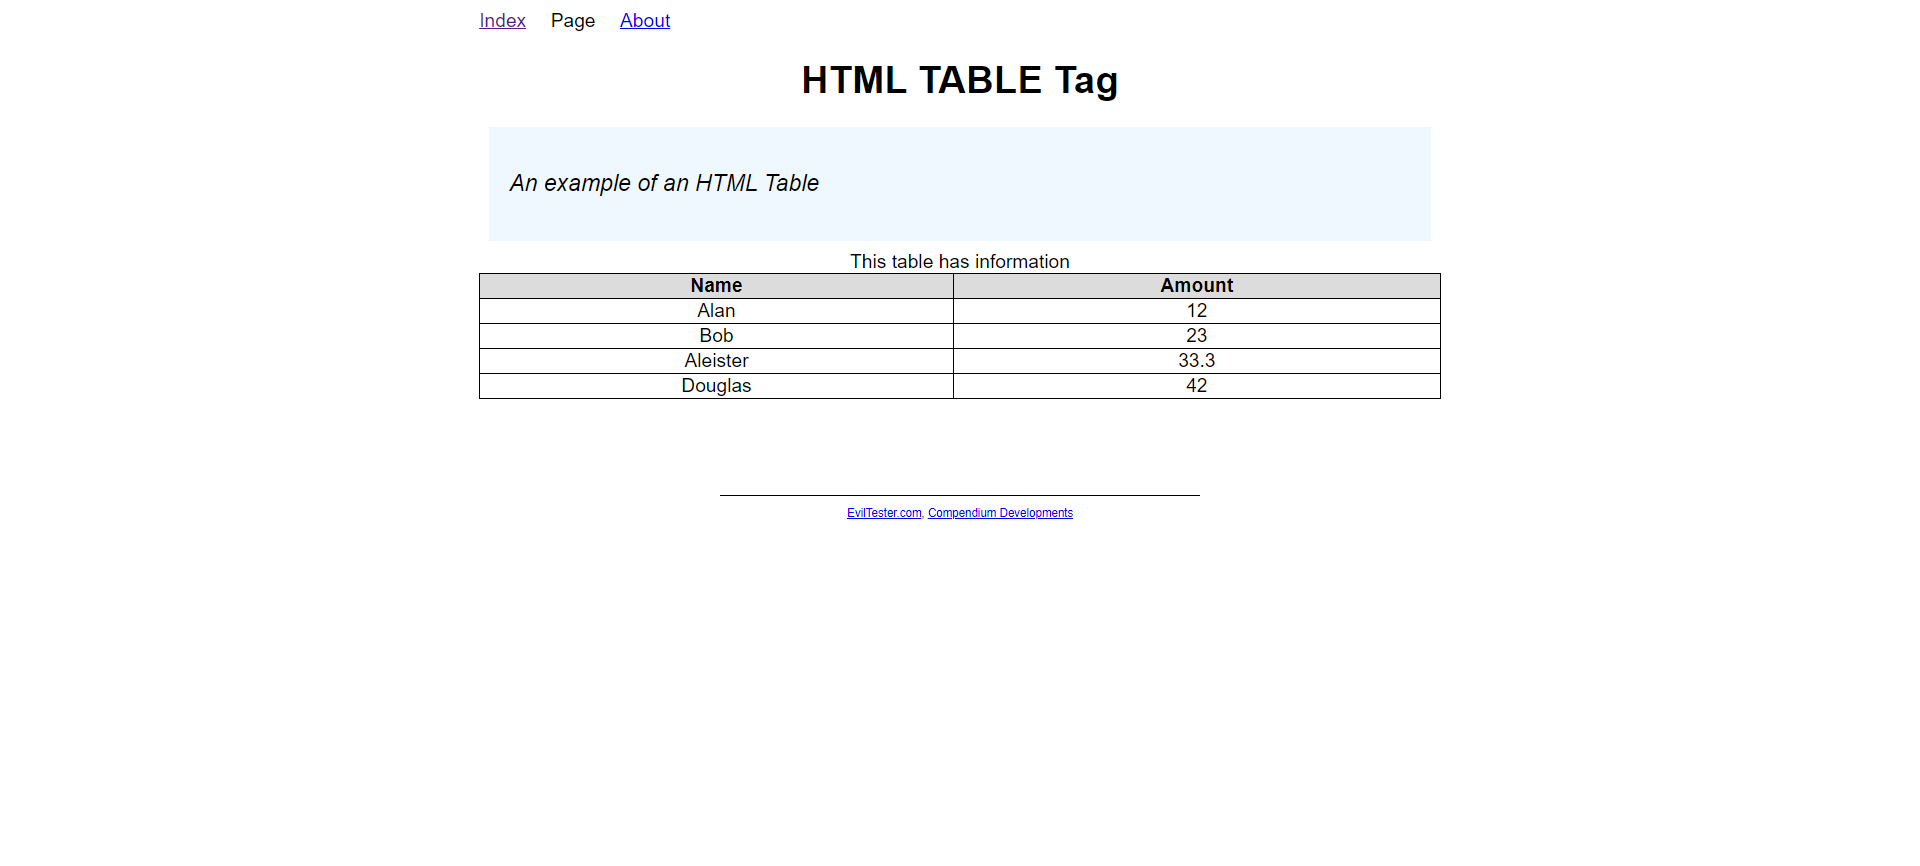 Index Page About
HTML TABLE Tag
An example of an HTML Table
This table has information
Name Amount
Alan 12
Bob 23
Aleister 33.3
Douglas 42
EvilTester.com, Compendium Developments